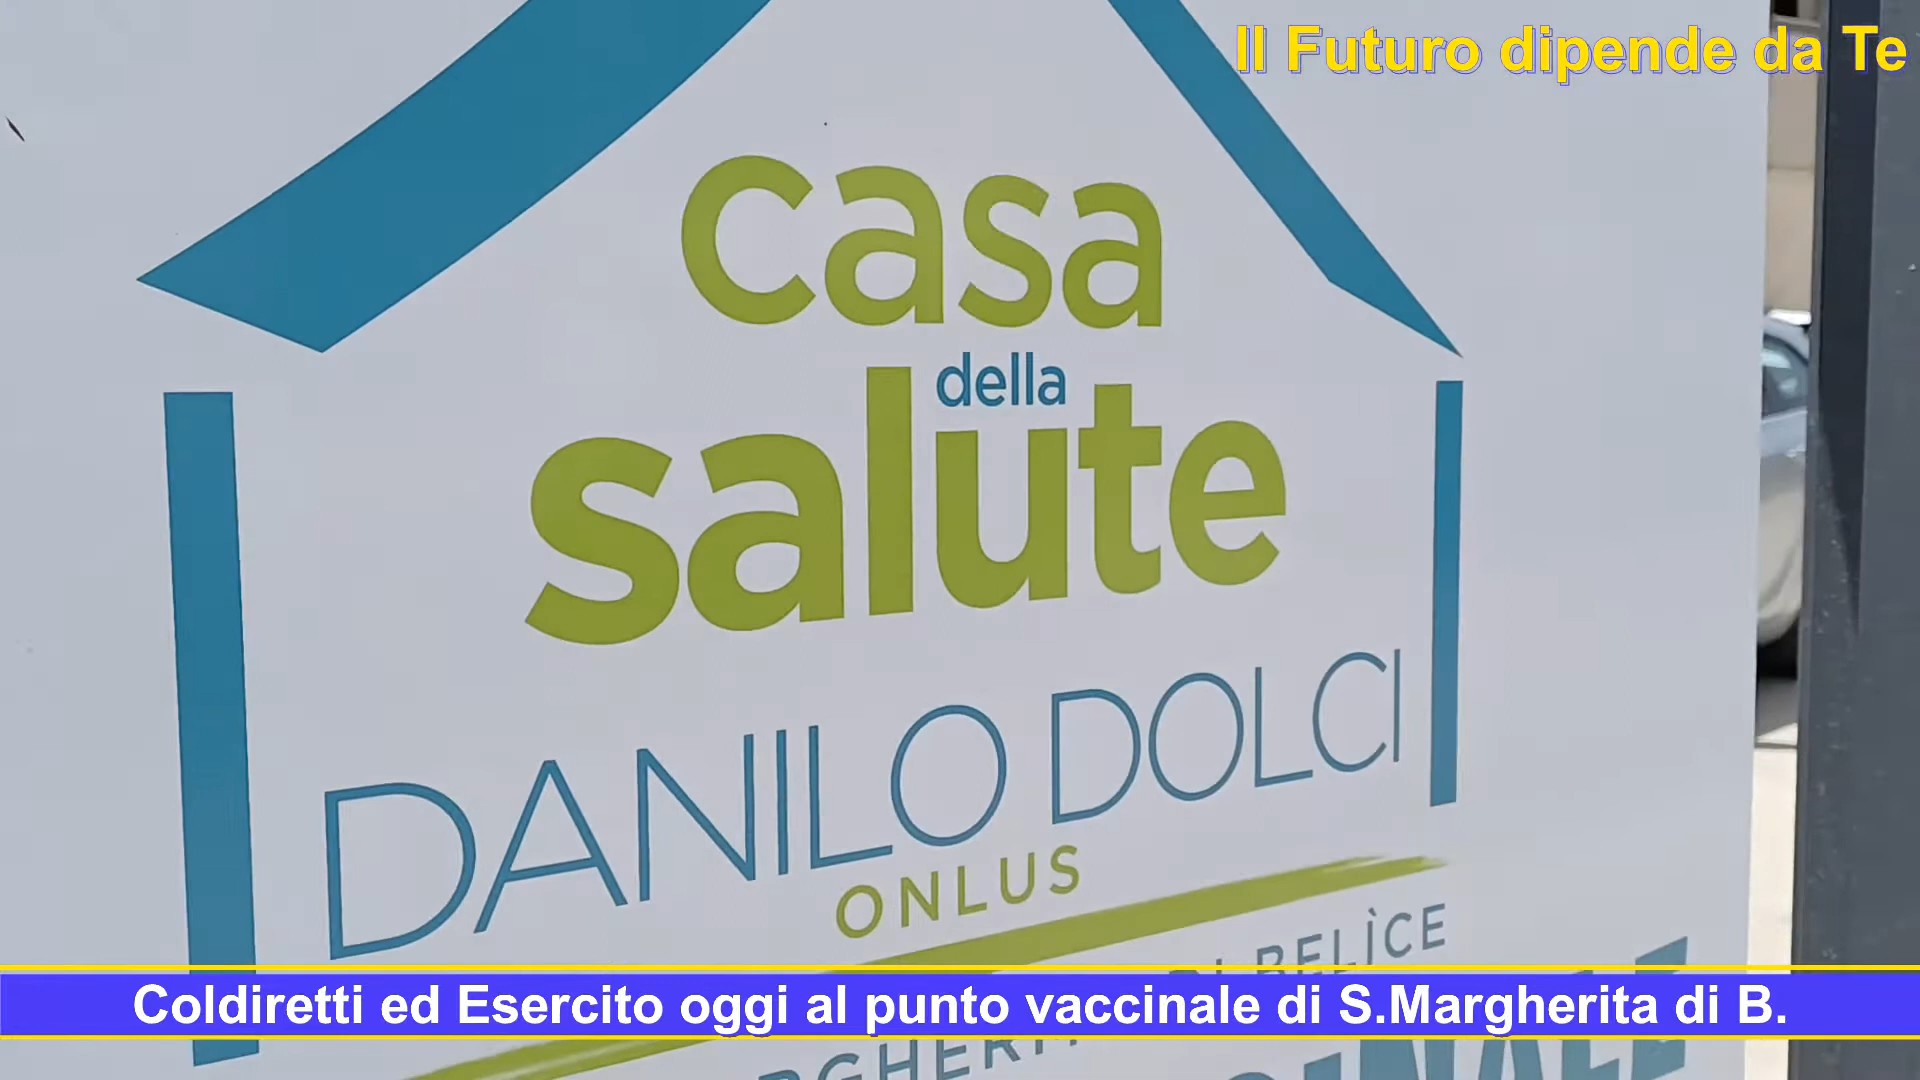 Il Futuro dipende da Te
casa
della
salute
DANILO DOLCI
ONLUS
BELÌCE
Coldiretti ed Esercito oggi al punto vaccinale di S.Margherita di B.